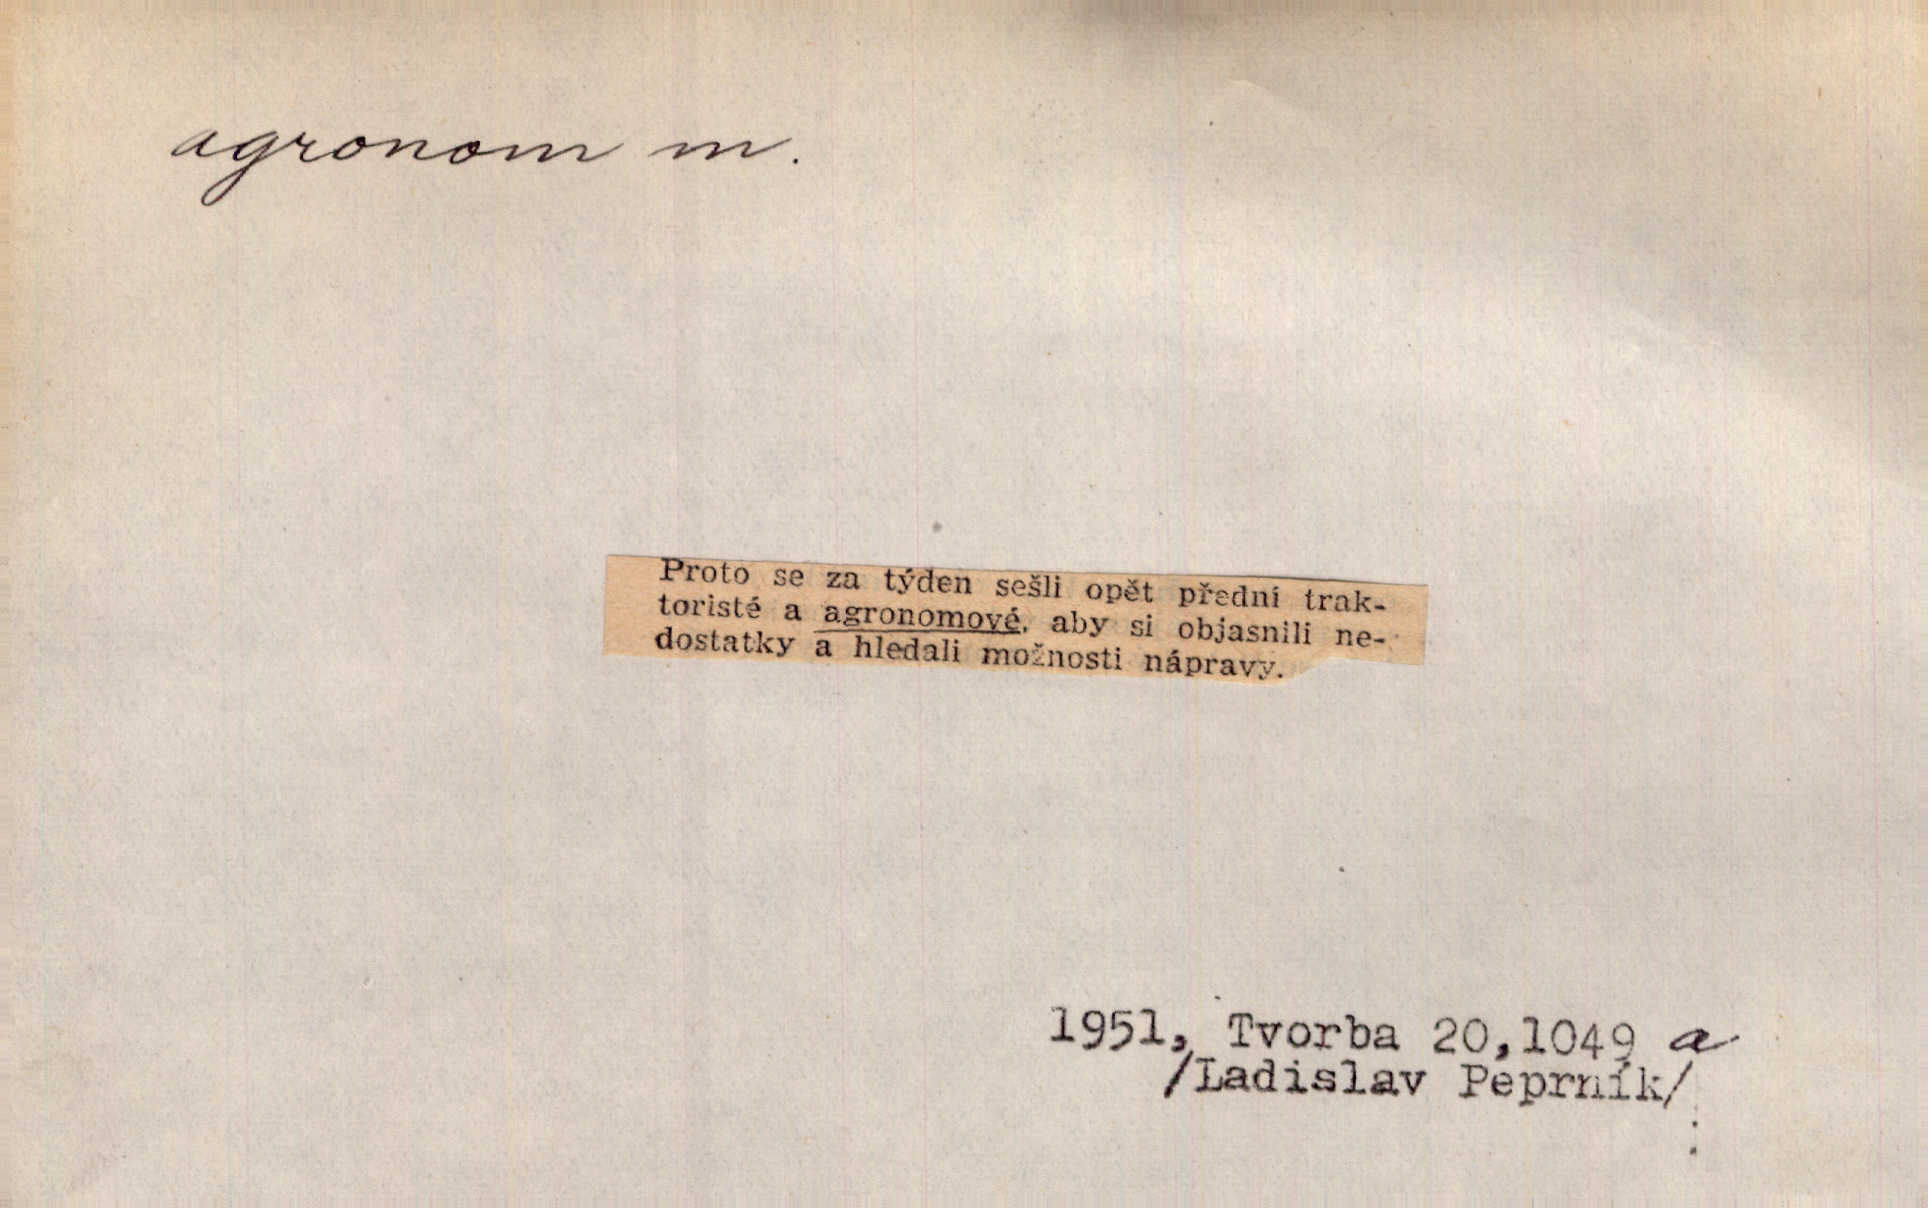 agronom m.
Proto se za týden sešli opět přední trak-
toristé a agronomové, aby si objasnili ne-
dostatky a hledali možnosti nápravy.
1951, Tvorba 20,1049 a
/Ladislav Peprník/